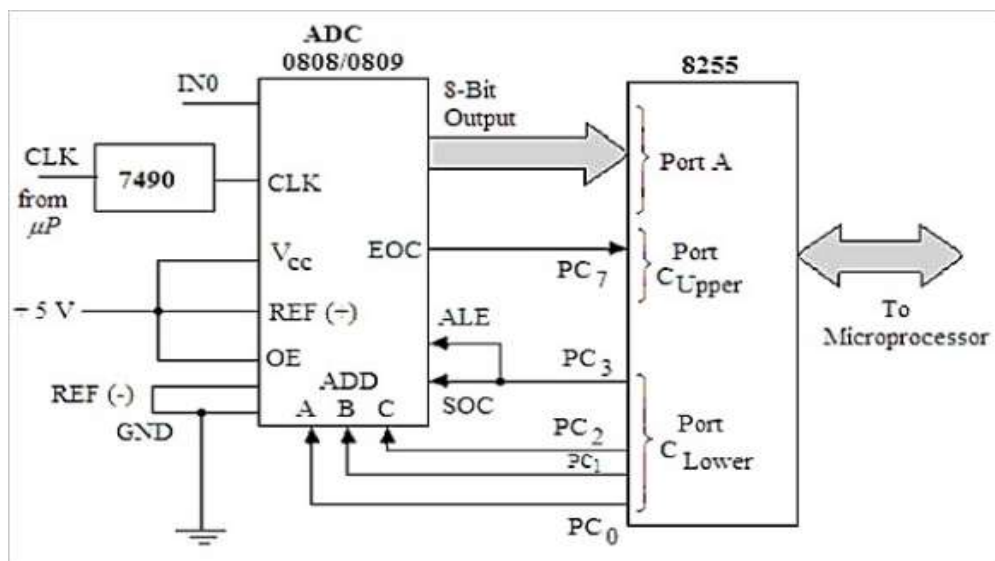 ADC
0808/0809
8255
IN0
8-Bit
Output
CLK
7490
from
μP
CLK
Port A
VCC
EOC
PC7
Port
CUpper
+ 5 V
REF (+)
ALE
To
Microprocessor
OE
PC3
ADD
SOC
REF (-)
A B C
GND
PC2
Port
C Lower
PC1
PC0